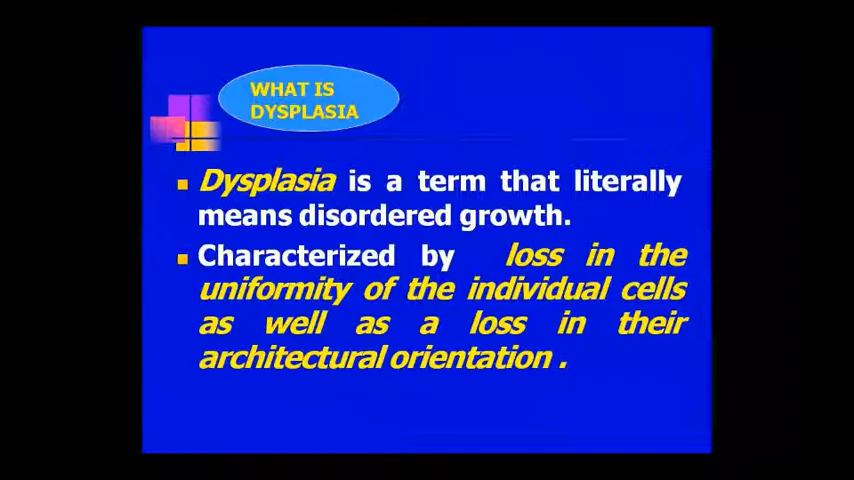 WHAT IS
DYSPLASIA
Dysplasia is a term that literally
means disordered growth.
Characterized by loss in the
uniformity of the individual cells
as well as a loss in their
architectural orientation .